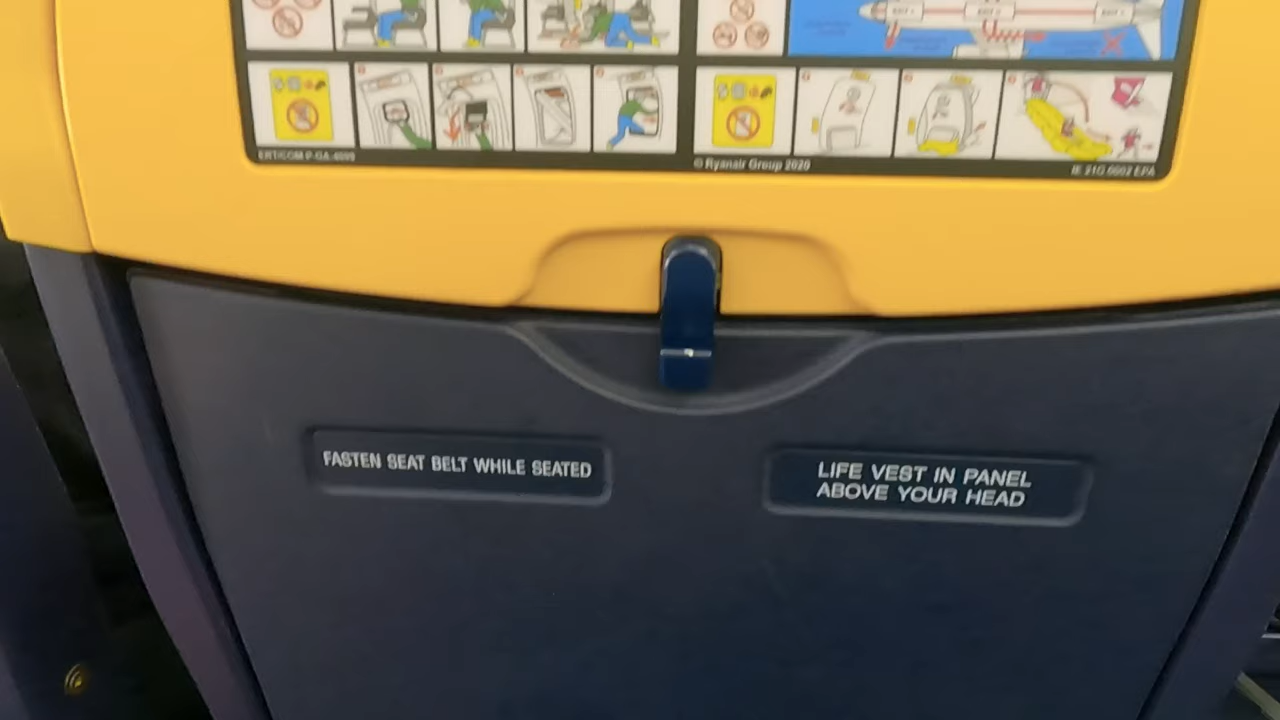 © Ryanair Group 2020
FASTEN SEAT BELT WHILE SEATED
LIFE VEST IN PANEL
ABOVE YOUR HEAD